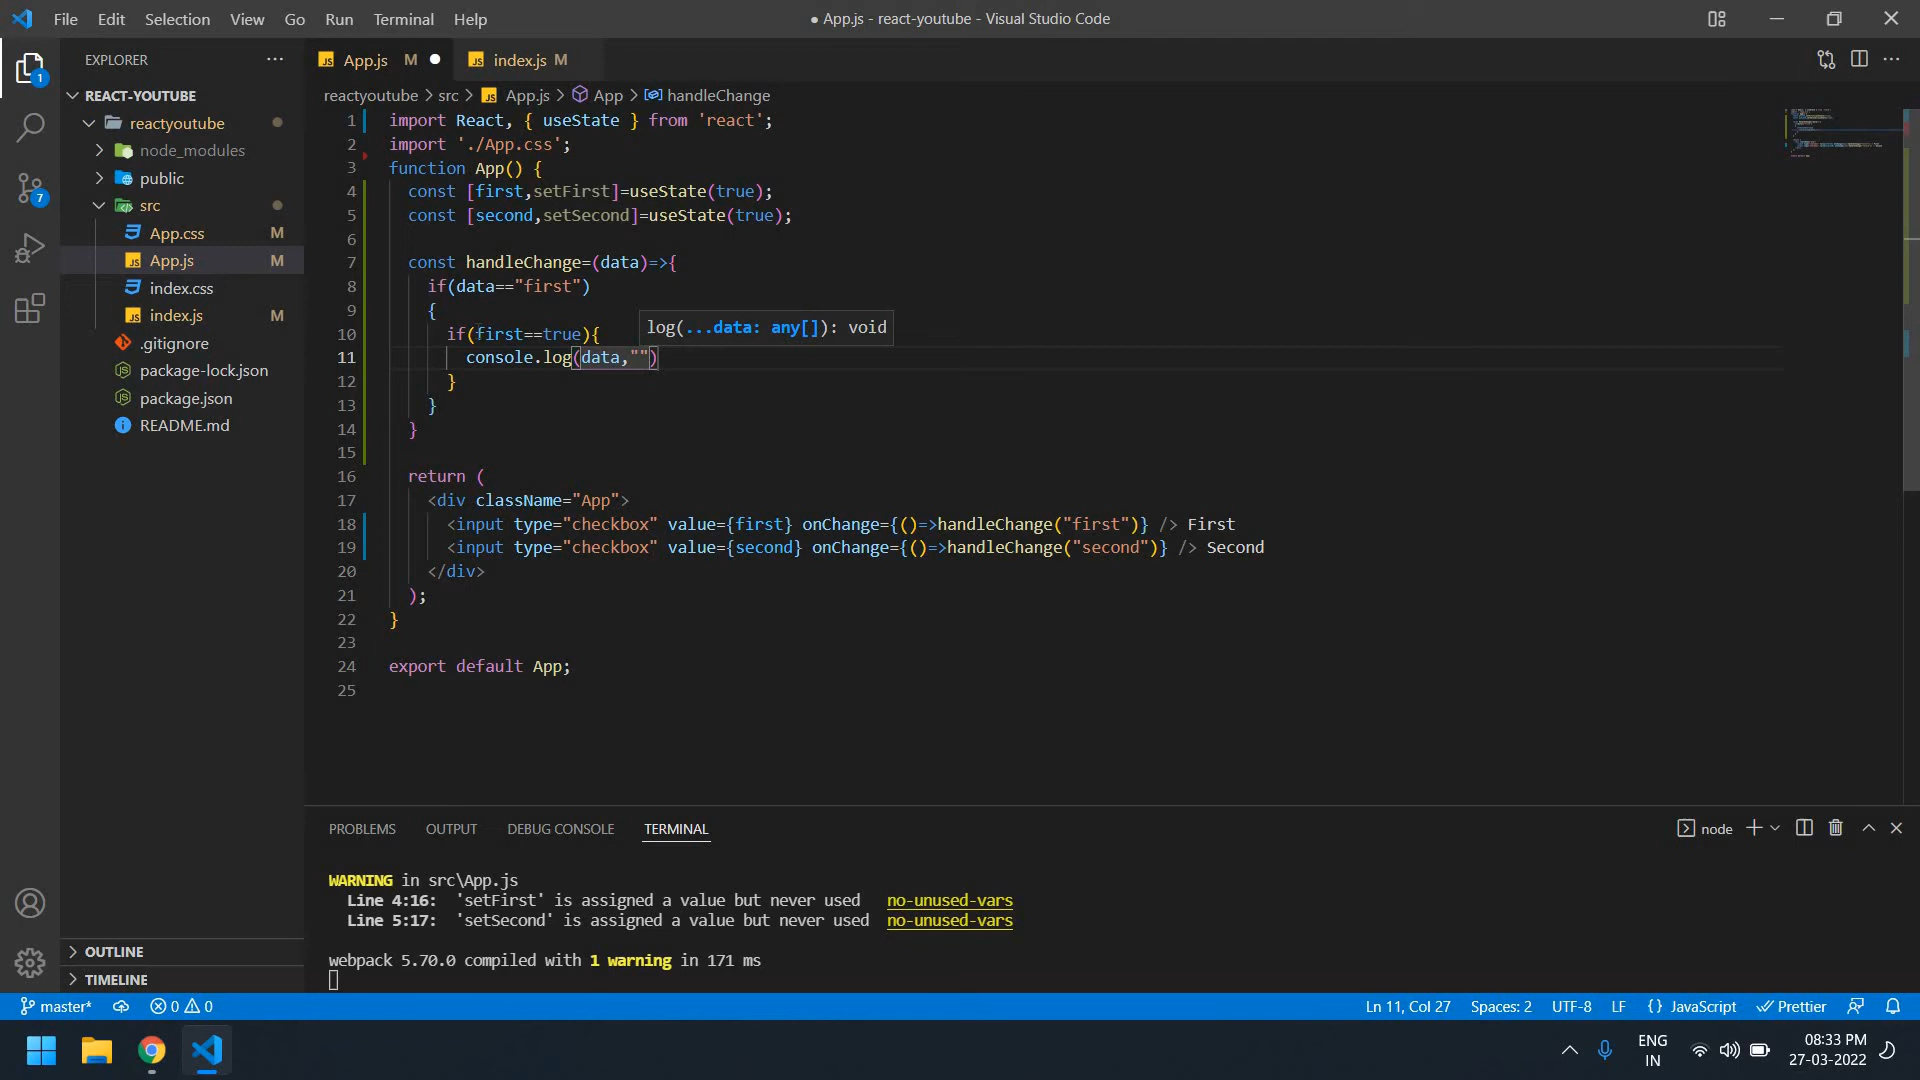 File Edit Selection View Go Run Terminal Help
● App.js - react-youtube - Visual Studio Code
EXPLORER
REACT-YOUTUBE
reactyoutube
node_modules
public
src
App.css M
App.js M
index.css
index.js M
.gitignore
package-lock.json
package.json
README.md
OUTLINE
TIMELINE
1
7
JS App.js M
JS index.js M
reactyoutube > src > JS App.js > App > handleChange
1 import React, { useState } from 'react';
2 import './App.css';
3 function App() {
4 const [first,setFirst]=useState(true);
5 const [second,setSecond]=useState(true);
6
7 const handleChange=(data)=>{
8 if(data=="first")
9 {
10 if(first==true){
log(...data: any[]): void
11 console.log(data,"")
12 }
13 }
14 }
15
16 return (
17 <div className="App">
18 <input type="checkbox" value={first} onChange={()=>handleChange("first")} /> First
19 <input type="checkbox" value={second} onChange={()=>handleChange("second")} /> Second
20 </div>
21 );
22 }
23
24 export default App;
25
PROBLEMS OUTPUT DEBUG CONSOLE TERMINAL
node
WARNING in src\App.js
Line 4:16: 'setFirst' is assigned a value but never used no-unused-vars
Line 5:17: 'setSecond' is assigned a value but never used no-unused-vars
webpack 5.70.0 compiled with 1 warning in 171 ms
master* 0 0
Ln 11, Col 27 Spaces: 2 UTF-8 LF {} JavaScript Prettier
ENG
IN
08:33 PM
27-03-2022